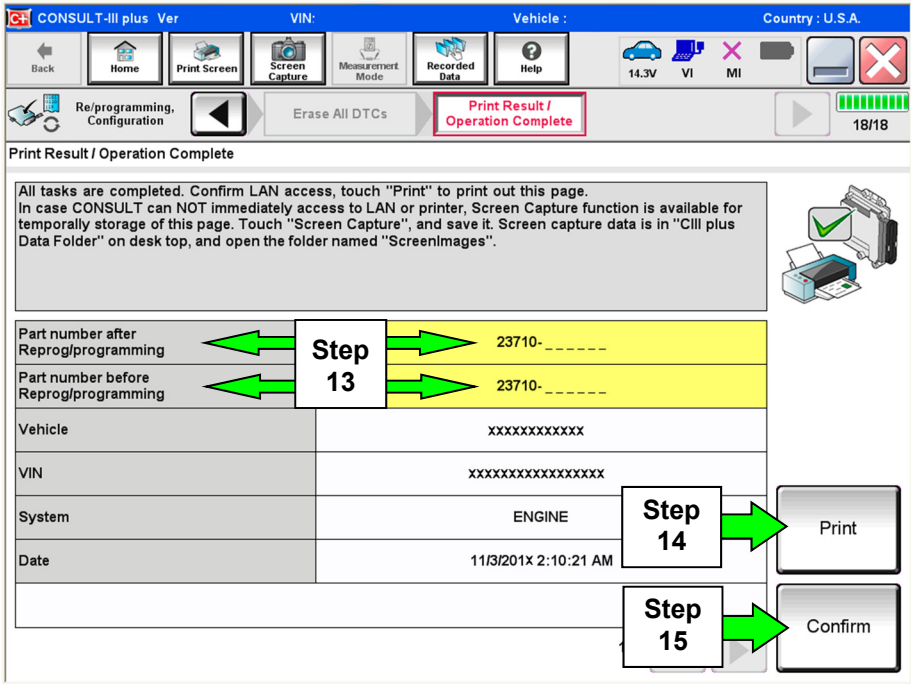 C+ CONSULT-III plus Ver VIN: Vehicle : Country : U.S.A.
Back
Home
Print Screen
Screen
Capture
Measurement
Mode
Recorded
Data
Help
14.3V VI MI
Re/programming,
Configuration
Erase All DTCs
Print Result /
Operation Complete
18/18
Print Result / Operation Complete
All tasks are completed. Confirm LAN access, touch "Print" to print out this page.
In case CONSULT can NOT immediately access to LAN or printer, Screen Capture function is available for
temporally storage of this page. Touch "Screen Capture", and save it. Screen capture data is in "CIII plus
Data Folder" on desk top, and open the folder named "ScreenImages".
Part number after
Reprog/programming
23710-______
Step
13
Part number before
Reprog/programming
23710-______
Vehicle
xxxxxxxxxxxx
VIN
xxxxxxxxxxxxxxxxx
System
ENGINE
Step
14
Print
Date
11/3/201X 2:10:21 AM
Step
15
Confirm